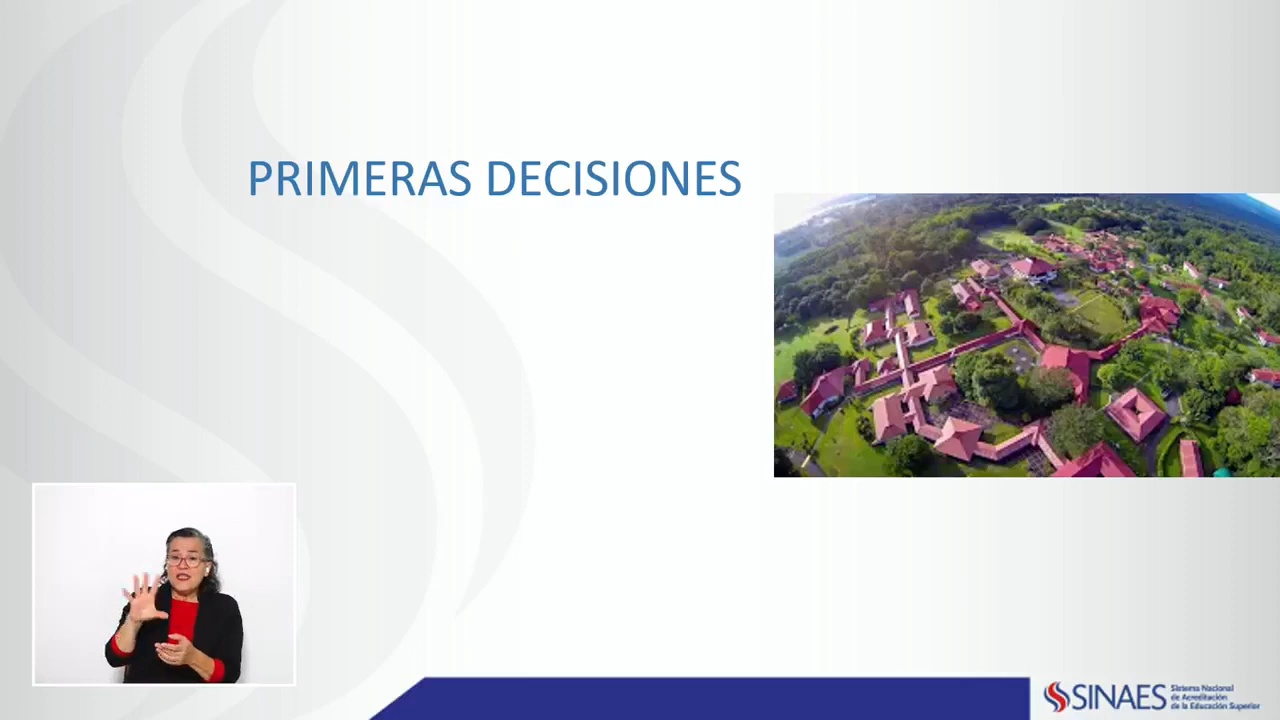 PRIMERAS DECISIONES
SINAES
Sistema Nacional
de Acreditación
de la Educación Superior